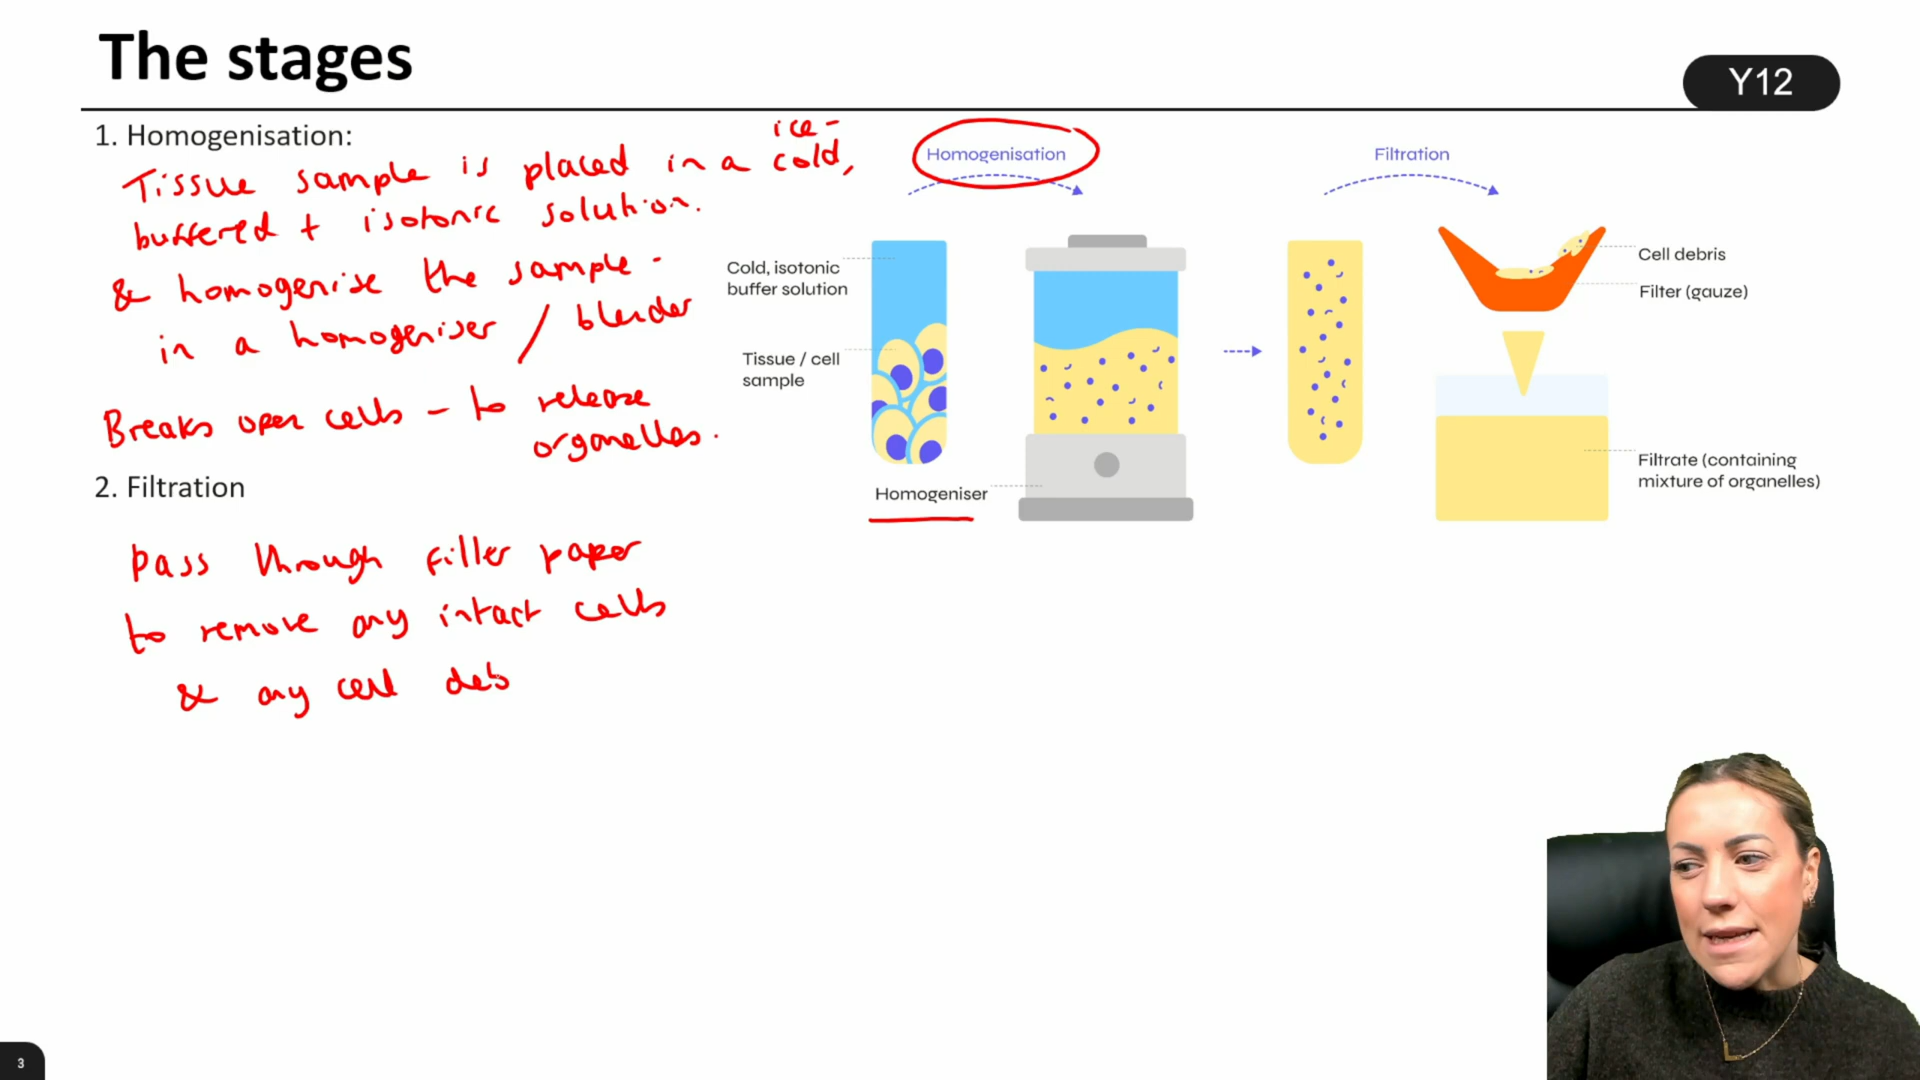 The stages
Y12
1. Homogenisation:
Tissue sample is placed in a ice-cold,
buffered + isotonic solution.
& homogenise the sample -
in a homogeniser / blender
Breaks open cells - to release
organelles.
2. Filtration
Pass through filter paper
to remove any intact cells
& any cell deb
Homogenisation
Filtration
Cold, isotonic
buffer solution
Tissue / cell
sample
Homogeniser
Cell debris
Filter (gauze)
Filtrate (containing
mixture of organelles)
3